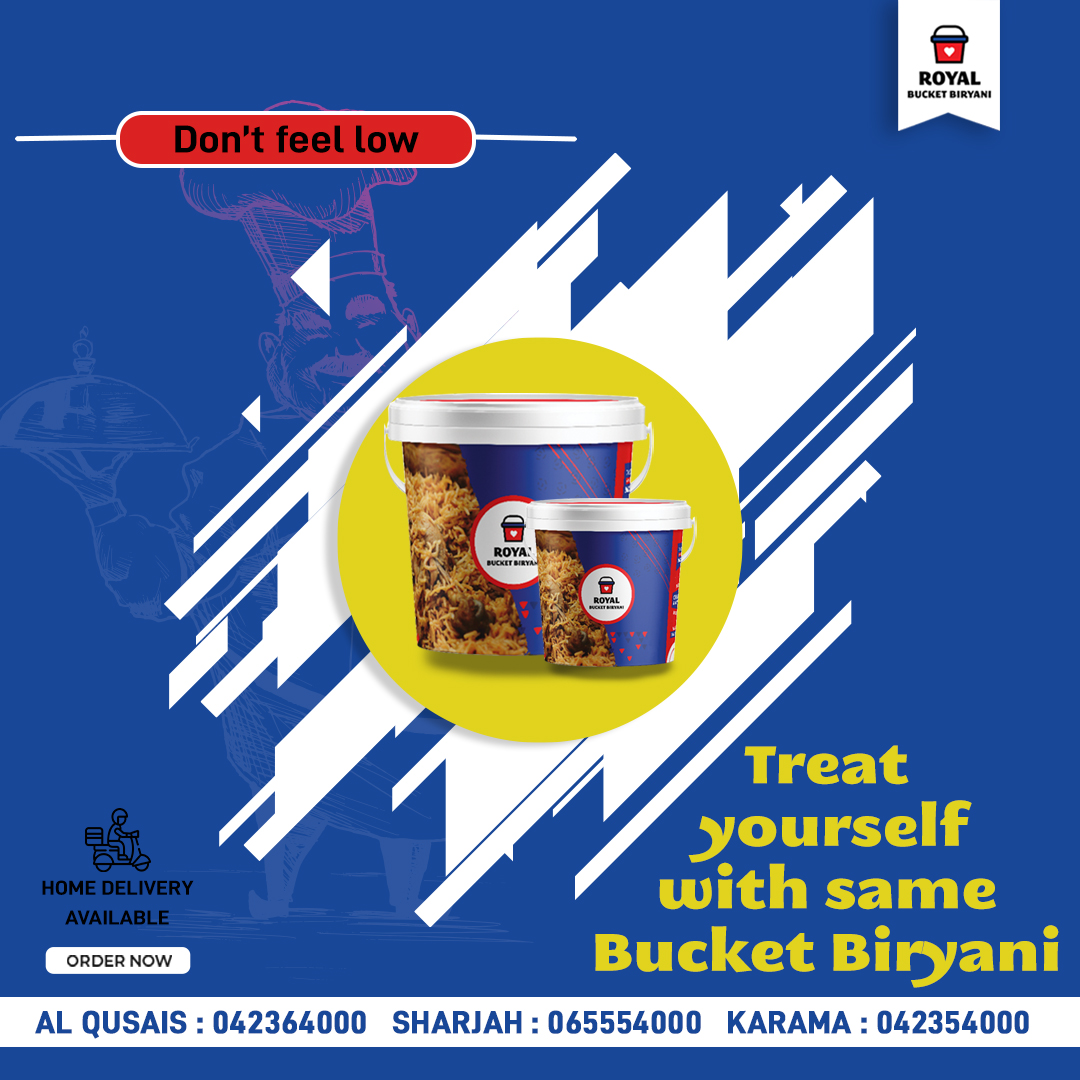 ROYAL
BUCKET BIRYANI
Don't feel low
ROYAL
BUCKET BIRYANI
ROYAL
BUCKET BIRYANI
Treat
yourself
with same
Bucket Biryani
HOME DELIVERY
AVAILABLE
ORDER NOW
AL QUSAIS : 042364000 SHARJAH : 065554000 KARAMA : 042354000